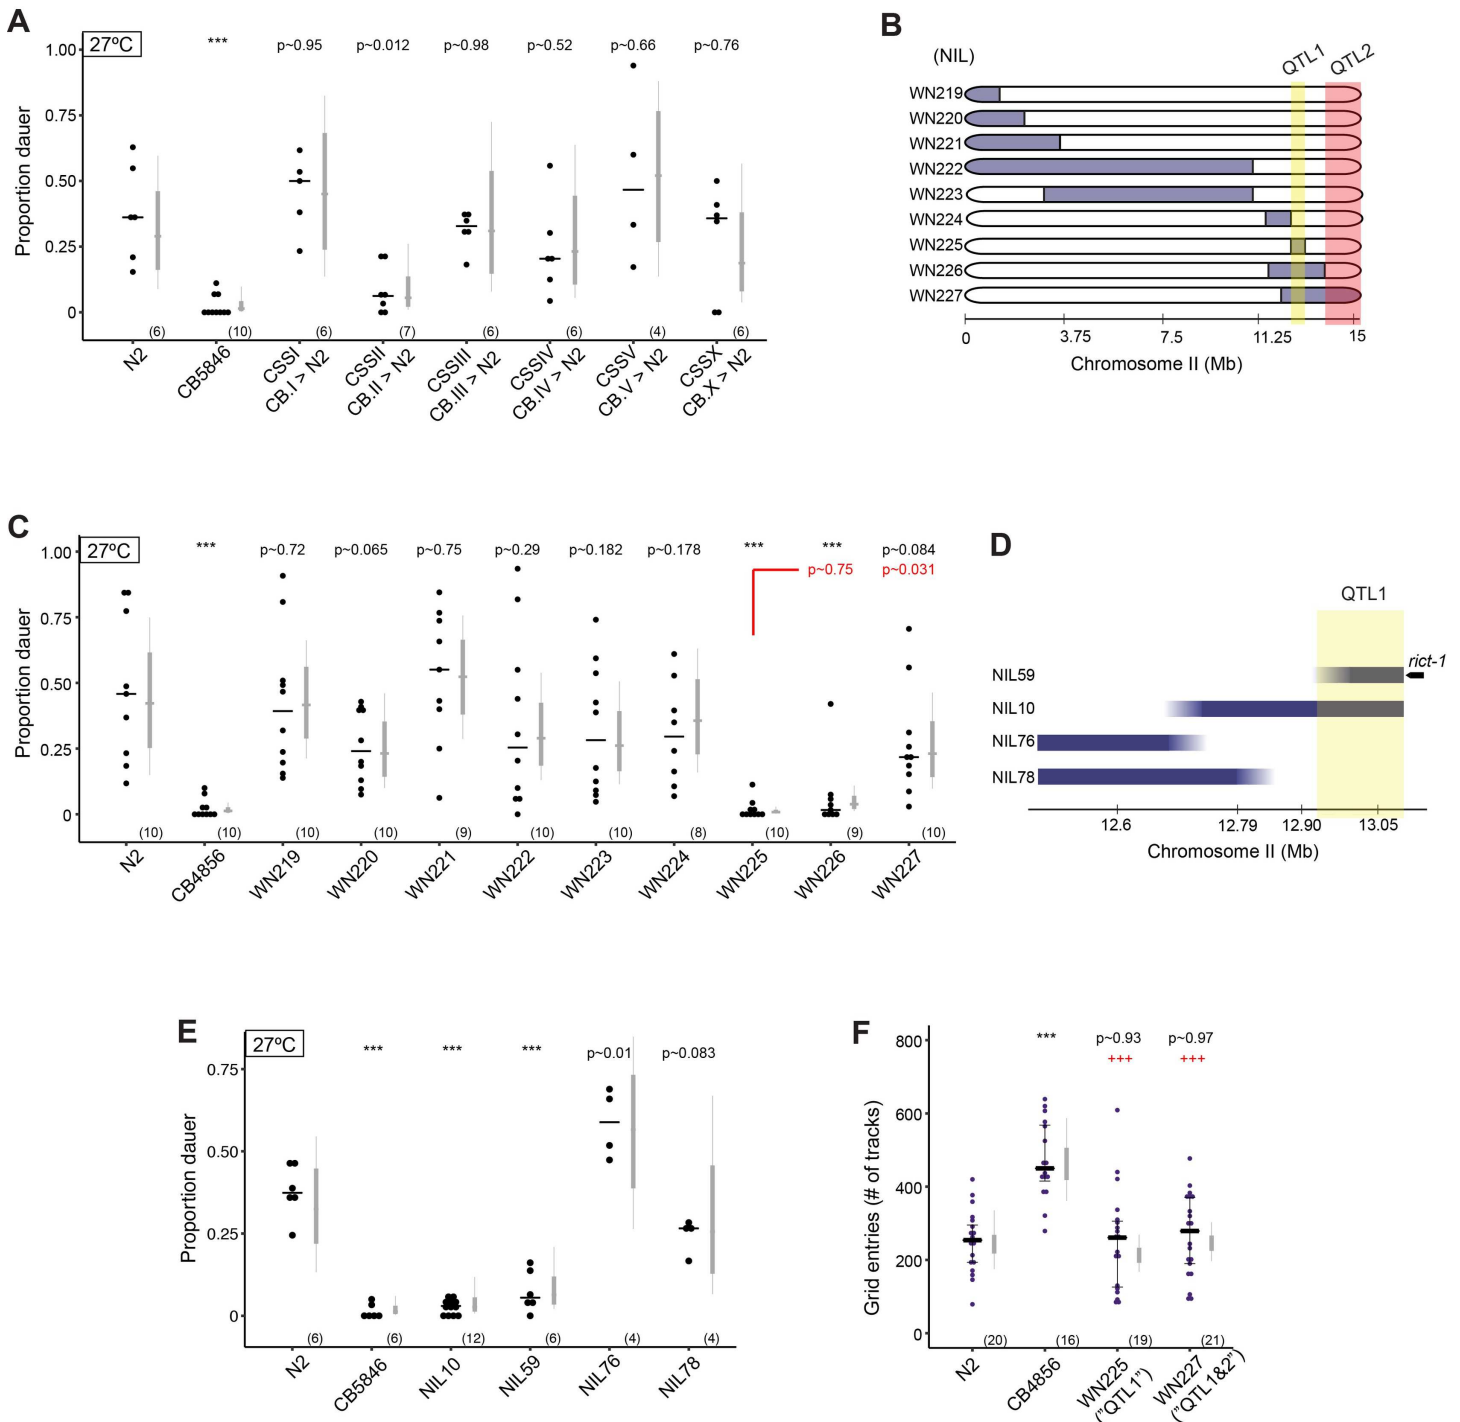 A
27ºC
***
p~0.95
p~0.012
p~0.98
p~0.52
p~0.66
p~0.76
Proportion dauer
1.00
0.75
0.50
0.25
0
(6)
(10)
(6)
(7)
(6)
(6)
(4)
(6)
N2
CB5846
CSSI
CB.I > N2
CSSII
CB.II > N2
CSSIII
CB.III > N2
CSSIV
CB.IV > N2
CSSV
CB.V > N2
CSSX
CB.X > N2
B
(NIL)
QTL1
QTL2
WN219
WN220
WN221
WN222
WN223
WN224
WN225
WN226
WN227
0
3.75
7.5
11.25
15
Chromosome II (Mb)
C
27ºC
***
p~0.72
p~0.065
p~0.75
p~0.29
p~0.182
p~0.178
***
***
p~0.084
p~0.75
p~0.031
Proportion dauer
1.00
0.75
0.50
0.25
0
(10)
(10)
(10)
(10)
(9)
(10)
(10)
(8)
(10)
(9)
(10)
N2
CB4856
WN219
WN220
WN221
WN222
WN223
WN224
WN225
WN226
WN227
D
QTL1
rict-1
NIL59
NIL10
NIL76
NIL78
12.6
12.79
12.90
13.05
Chromosome II (Mb)
E
27ºC
***
***
***
p~0.01
p~0.083
Proportion dauer
0.75
0.50
0.25
0
(6)
(6)
(12)
(6)
(4)
(4)
N2
CB5846
NIL10
NIL59
NIL76
NIL78
F
***
p~0.93
p~0.97
+++
+++
Grid entries (# of tracks)
800
600
400
200
0
(20)
(16)
(19)
(21)
N2
CB4856
WN225
("QTL1")
WN227
("QTL1&2")